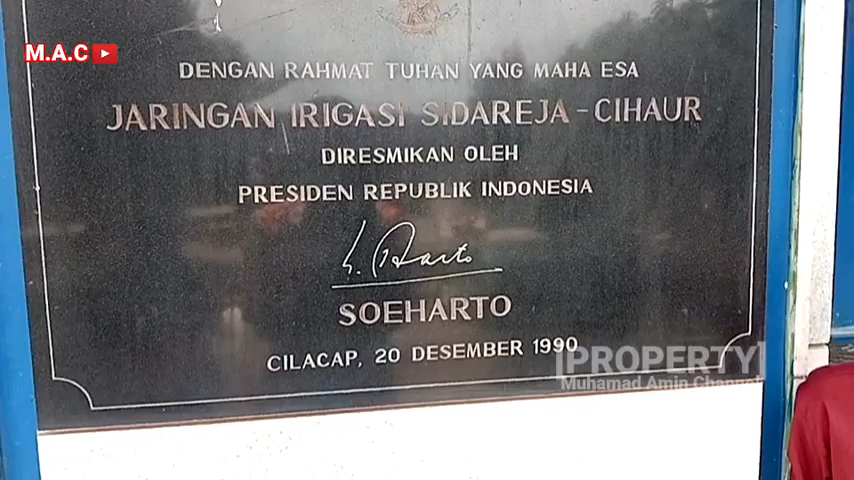 M.A.C
DENGAN RAHMAT TUHAN YANG MAHA ESA
JARINGAN IRIGASI SIDAREJA-CIHAUR
DIRESMIKAN OLEH
PRESIDEN REPUBLIK INDONESIA
SOEHARTO
CILACAP, 20 DESEMBER 1990
[PROPERTY]
Muhamad Amin Channel